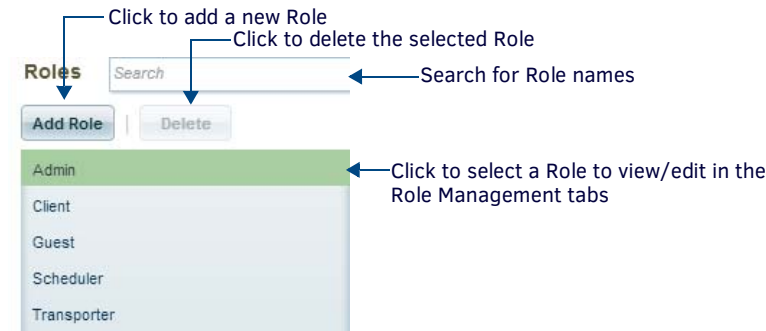 Click to add a new Role
Click to delete the selected Role
Roles
Search
Search for Role names
Add Role
Delete
Admin
Click to select a Role to view/edit in the
Role Management tabs
Client
Guest
Scheduler
Transporter